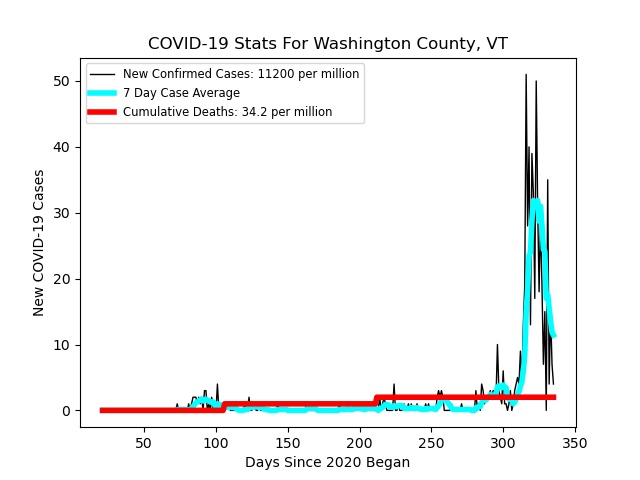 COVID-19 Stats For Washington County, VT
New Confirmed Cases: 11200 per million
7 Day Case Average
Cumulative Deaths: 34.2 per million
New COVID-19 Cases
50
40
30
20
10
0
50 100 150 200 250 300 350
Days Since 2020 Began